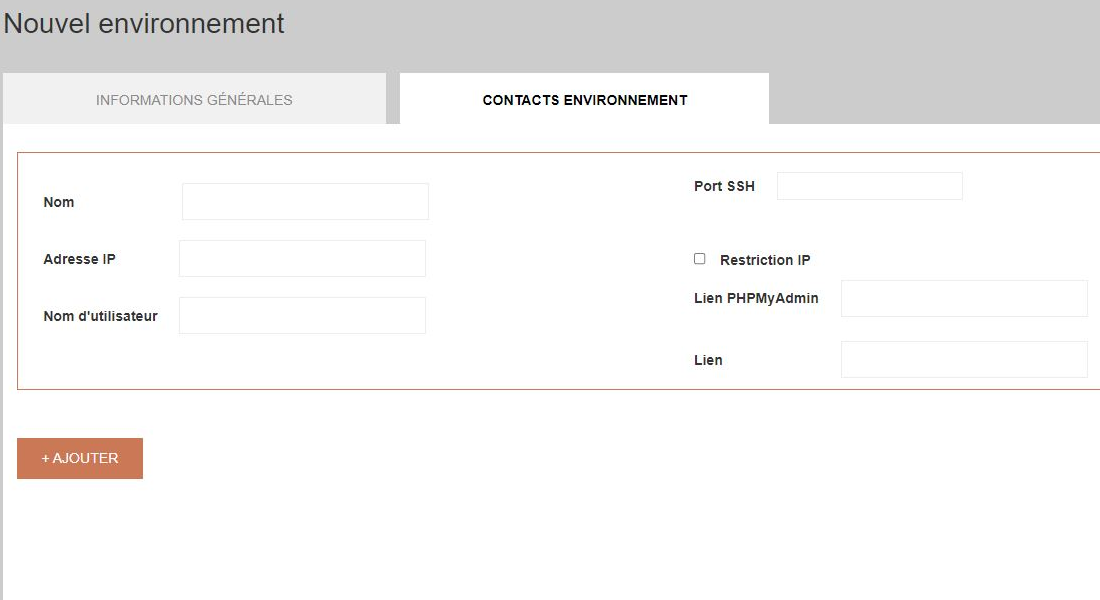 Nouvel environnement
INFORMATIONS GÉNÉRALES
CONTACTS ENVIRONNEMENT
Nom
Adresse IP
Nom d'utilisateur
Port SSH
Restriction IP
Lien PHPMyAdmin
Lien
+ AJOUTER